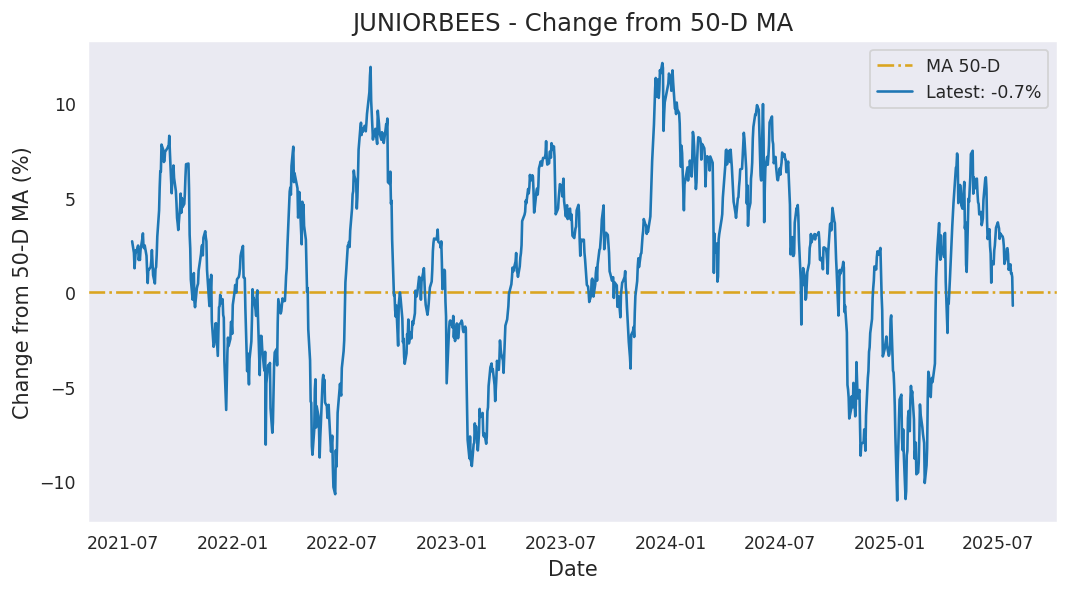 JUNIORBEES - Change from 50-D MA
MA 50-D
Latest: -0.7%
Change from 50-D MA (%)
10
5
0
−5
−10
2021-07 2022-01 2022-07 2023-01 2023-07 2024-01 2024-07 2025-01 2025-07
Date